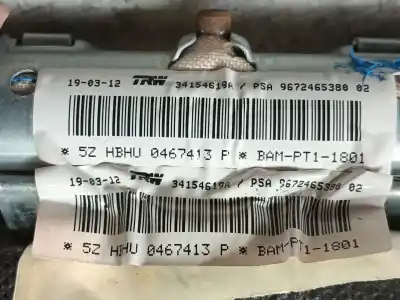 19-03-12 TRW 34154619A / PSA 9672465380 02
* 5Z HBHU 0467413 P * BAM-PT1-1801
19-03-12 TRW 34154619A / PSA 9672465380 02
* 5Z HBHU 0467413 P * BAM-PT1-1801